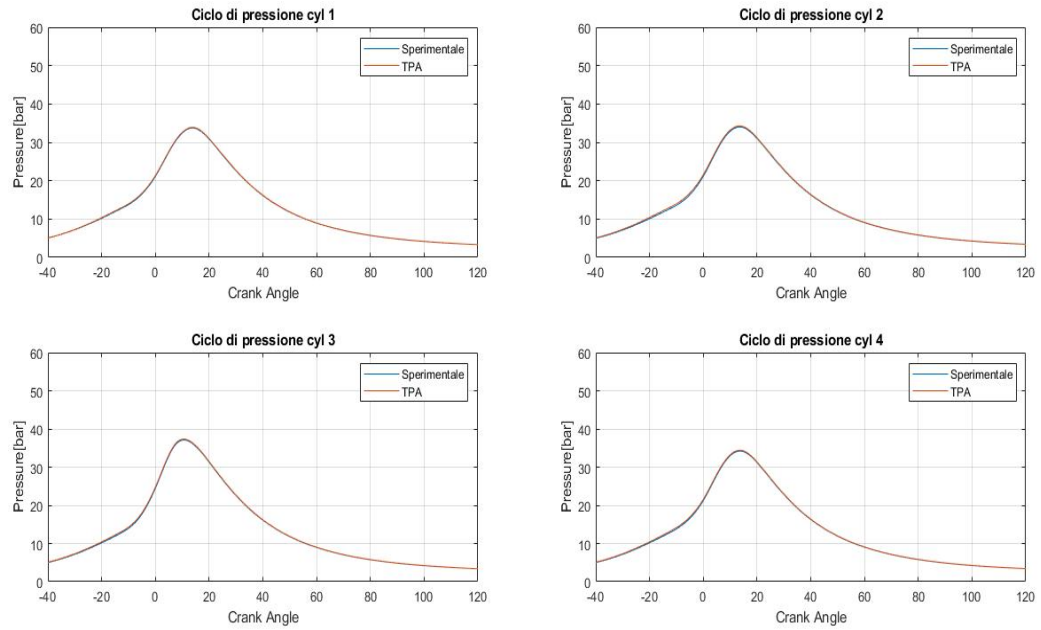 Ciclo di pressione cyl 1
60
50
40
30
20
10
0
Pressure[bar]
Sperimentale
TPA
-40 -20 0 20 40 60 80 100 120
Crank Angle
Ciclo di pressione cyl 2
60
50
40
30
20
10
0
Pressure[bar]
Sperimentale
TPA
-40 -20 0 20 40 60 80 100 120
Crank Angle
Ciclo di pressione cyl 3
60
50
40
30
20
10
0
Pressure[bar]
Sperimentale
TPA
-40 -20 0 20 40 60 80 100 120
Crank Angle
Ciclo di pressione cyl 4
60
50
40
30
20
10
0
Pressure[bar]
Sperimentale
TPA
-40 -20 0 20 40 60 80 100 120
Crank Angle